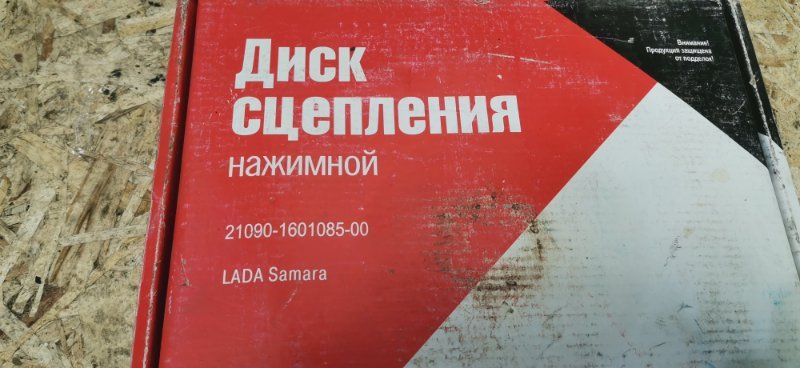 Диск
сцепления
нажимной
21090-1601085-00
LADA Samara
Внимание!
Продукция защищена
от подделок!